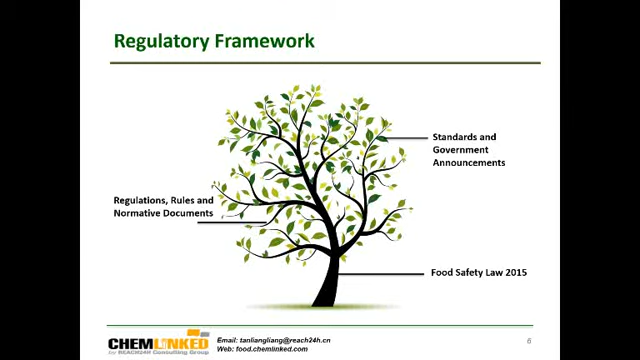 Regulatory Framework
Standards and
Government
Announcements
Regulations, Rules and
Normative Documents
Food Safety Law 2015
CHEMLINKED
by REACH24H Consulting Group
Email: tanliangliang@reach24h.cn
Web: food.chemlinked.com
6